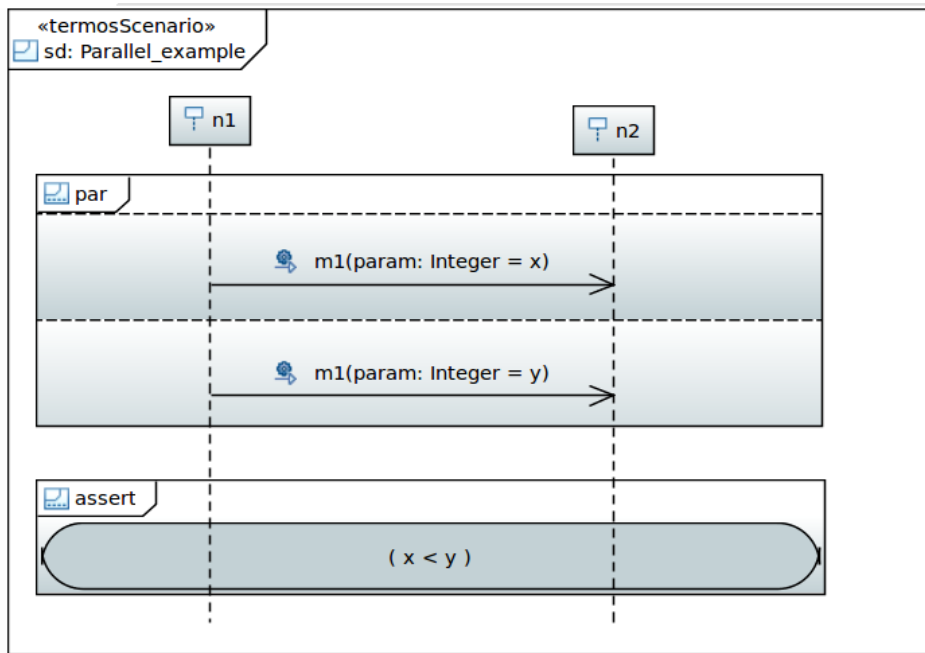 «termosScenario»
sd: Parallel_example
n1
n2
par
m1(param: Integer = x)
m1(param: Integer = y)
assert
( x < y )